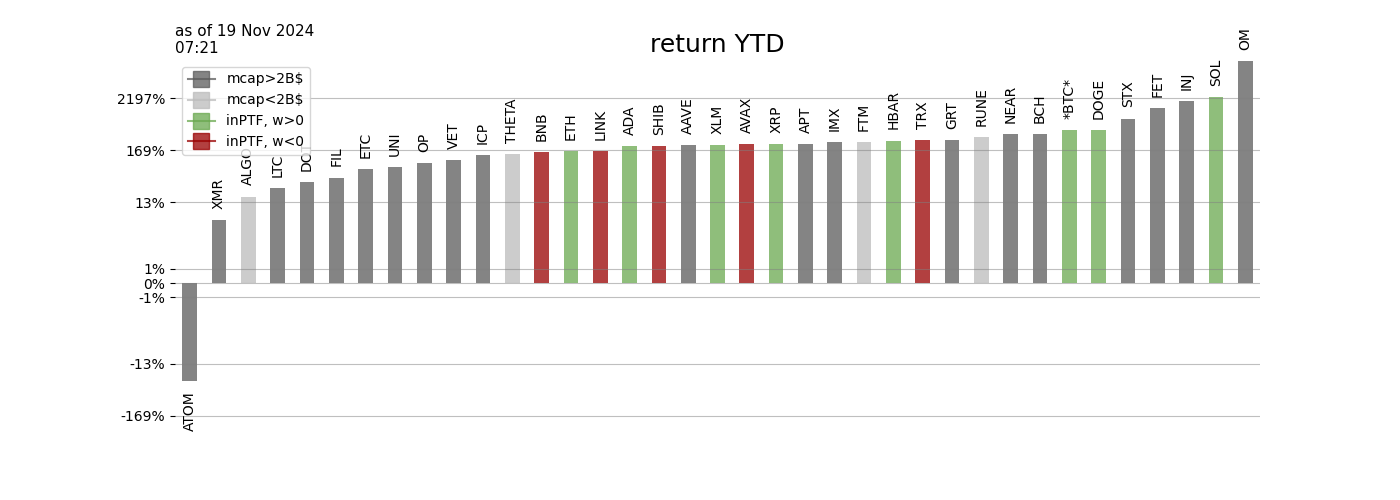 as of 19 Nov 2024
07:21
return YTD
mcap>2B$
mcap<2B$
inPTF, w>0
inPTF, w<0
2197%
169%
13%
1%
0%
-1%
-13%
-169%
ATOM
XMR
ALGO
LTC
DOT
FIL
ETC
UNI
OP
VET
ICP
THETA
BNB
ETH
LINK
ADA
SHIB
AAVE
XLM
AVAX
XRP
APT
IMX
FTM
HBAR
TRX
GRT
RUNE
NEAR
BCH
*BTC*
DOGE
STX
FET
INJ
SOL
OM